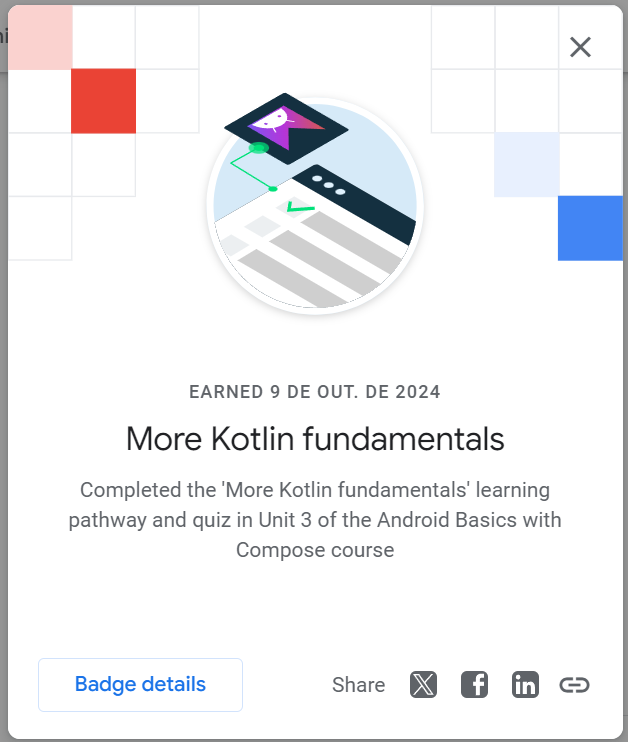 EARNED 9 DE OUT. DE 2024
More Kotlin fundamentals
Completed the 'More Kotlin fundamentals' learning
pathway and quiz in Unit 3 of the Android Basics with
Compose course
Badge details
Share